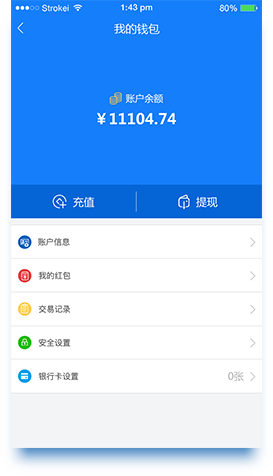 Strokei 1:43 pm 80%
我的钱包
账户余额
￥11104.74
充值 提现
账户信息
我的红包
交易记录
安全设置
银行卡设置 0张